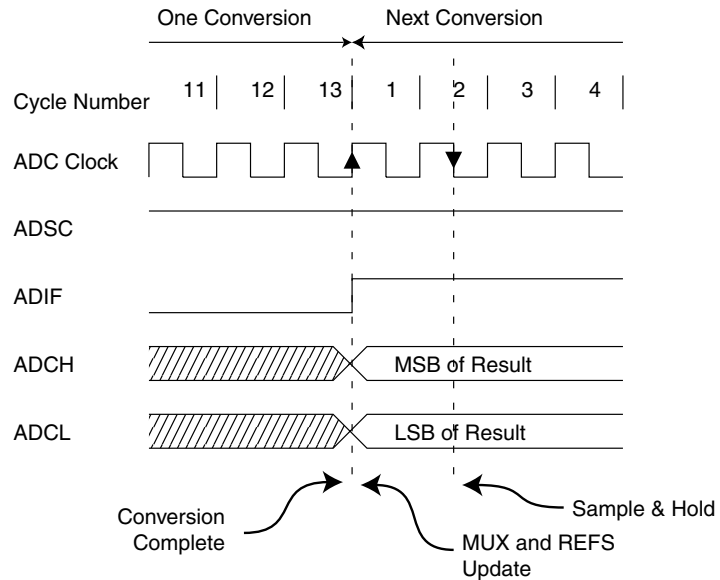 One Conversion Next Conversion
Cycle Number 11 12 13 1 2 3 4
ADC Clock
ADSC
ADIF
ADCH MSB of Result
ADCL LSB of Result
Sample & Hold
Conversion
Complete
MUX and REFS
Update